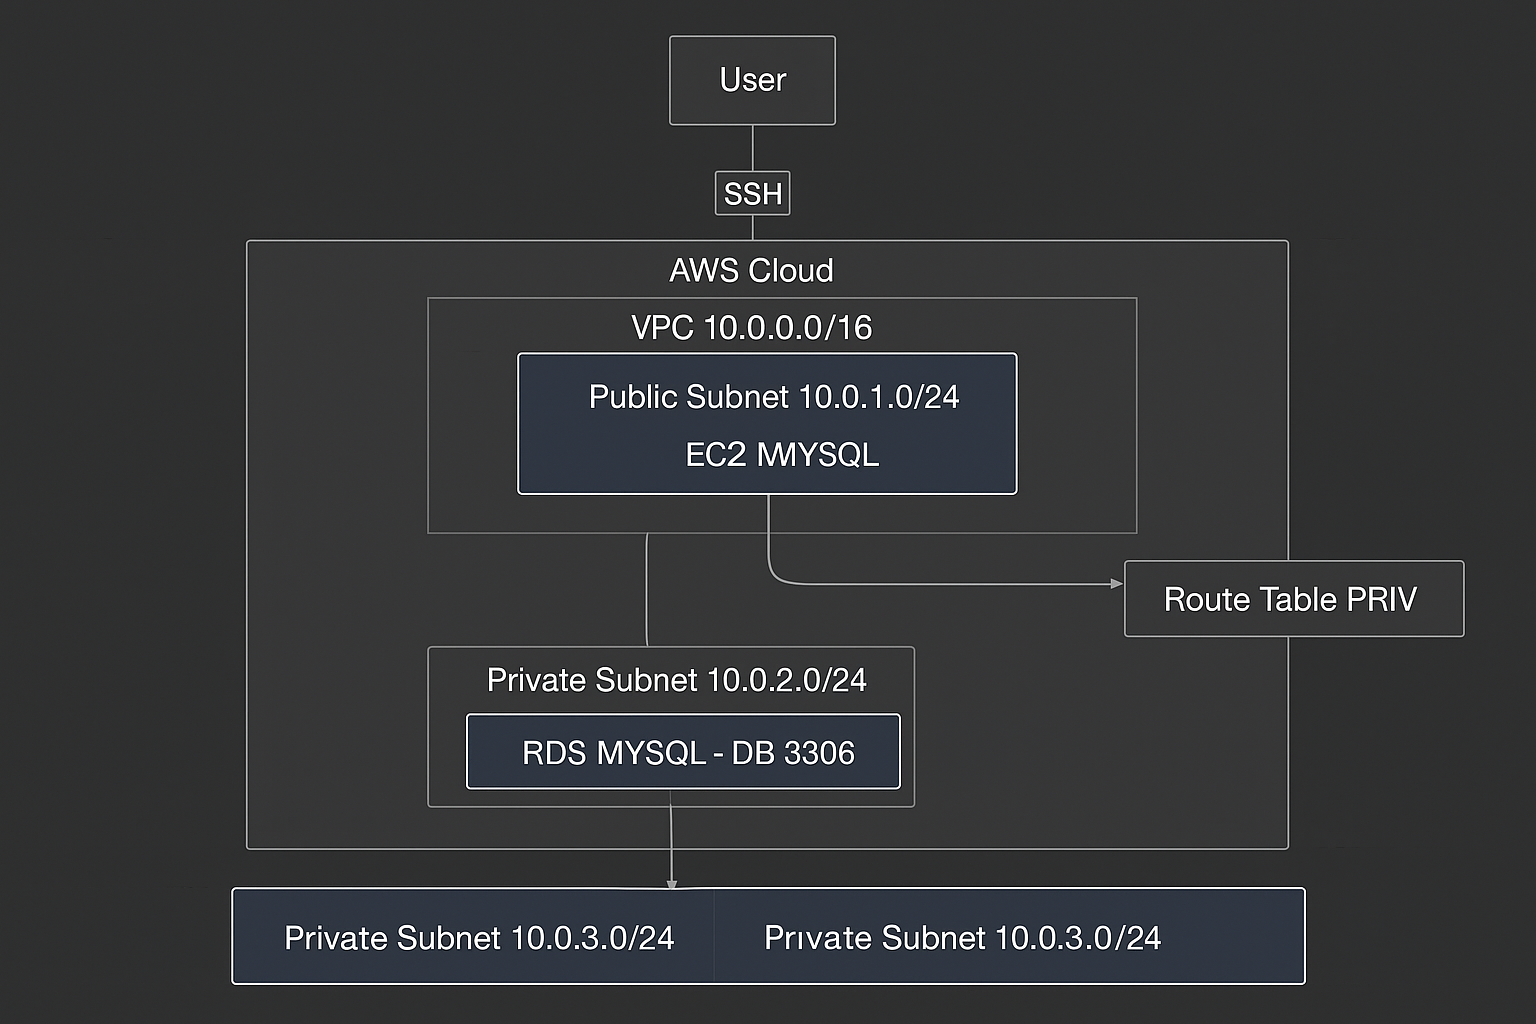 User
SSH
AWS Cloud
VPC 10.0.0.0/16
Public Subnet 10.0.1.0/24
EC2 MMYSQL
Route Table PRIV
Private Subnet 10.0.2.0/24
RDS MYSQL - DB 3306
Private Subnet 10.0.3.0/24
Prıvate Subnet 10.0.3.0/24